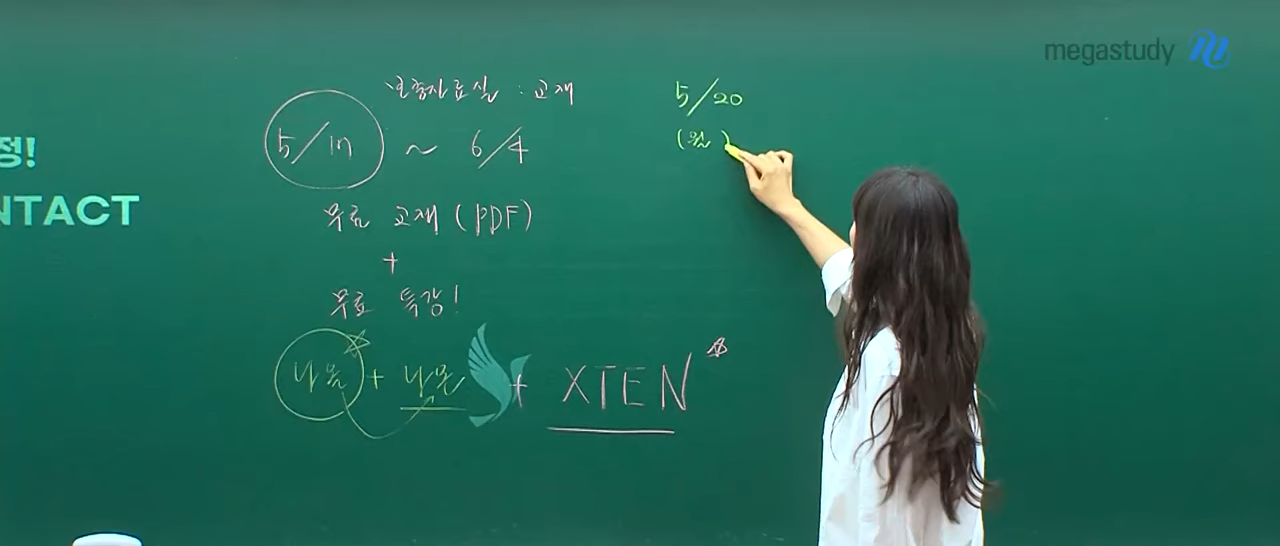 보충자료실 : 교재
5/17 ~ 6/4
무료 교재 (PDF)
+
무료 특강!
+ + XTEN
5/20
(월)
정!
NTACT
megastudy